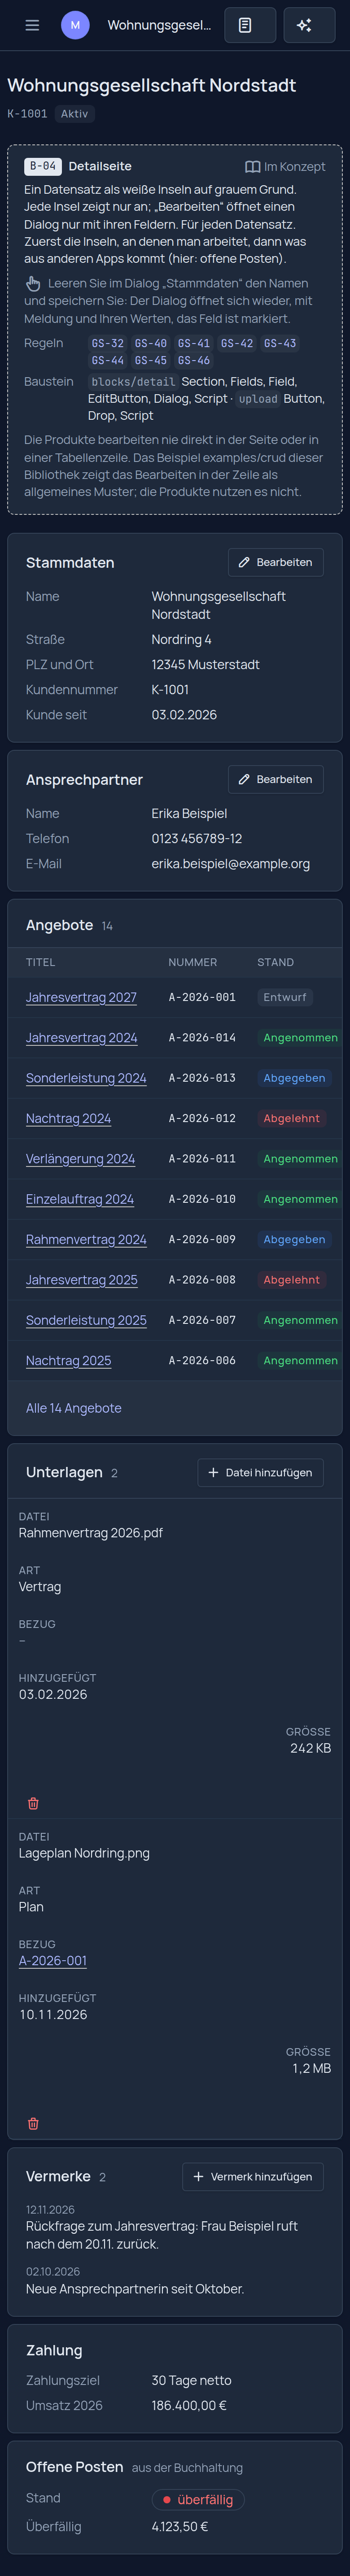 M Wohnungsgesel…
Wohnungsgesellschaft Nordstadt
K-1001 Aktiv
B-04 Detailseite Im Konzept
Ein Datensatz als weiße Inseln auf grauem Grund.
Jede Insel zeigt nur an; „Bearbeiten“ öffnet einen
Dialog nur mit ihren Feldern. Für jeden Datensatz.
Zuerst die Inseln, an denen man arbeitet, dann was
aus anderen Apps kommt (hier: offene Posten).
Leeren Sie im Dialog „Stammdaten“ den Namen
und speichern Sie: Der Dialog öffnet sich wieder, mit
Meldung und Ihren Werten, das Feld ist markiert.
Regeln GS-32 GS-40 GS-41 GS-42 GS-43
GS-44 GS-45 GS-46
Baustein blocks/detail Section, Fields, Field,
EditButton, Dialog, Script · upload Button,
Drop, Script
Die Produkte bearbeiten nie direkt in der Seite oder in
einer Tabellenzeile. Das Beispiel examples/crud dieser
Bibliothek zeigt das Bearbeiten in der Zeile als
allgemeines Muster; die Produkte nutzen es nicht.
Stammdaten Bearbeiten
Name Wohnungsgesellschaft
Nordstadt
Straße Nordring 4
PLZ und Ort 12345 Musterstadt
Kundennummer K-1001
Kunde seit 03.02.2026
Ansprechpartner Bearbeiten
Name Erika Beispiel
Telefon 0123 456789-12
E-Mail erika.beispiel@example.org
Angebote 14
TITEL NUMMER STAND
Jahresvertrag 2027 A-2026-001 Entwurf
Jahresvertrag 2024 A-2026-014 Angenommen
Sonderleistung 2024 A-2026-013 Abgegeben
Nachtrag 2024 A-2026-012 Abgelehnt
Verlängerung 2024 A-2026-011 Angenommen
Einzelauftrag 2024 A-2026-010 Angenommen
Rahmenvertrag 2024 A-2026-009 Abgegeben
Jahresvertrag 2025 A-2026-008 Abgelehnt
Sonderleistung 2025 A-2026-007 Angenommen
Nachtrag 2025 A-2026-006 Angenommen
Alle 14 Angebote
Unterlagen 2 Datei hinzufügen
DATEI
Rahmenvertrag 2026.pdf
ART
Vertrag
BEZUG
–
HINZUGEFÜGT
03.02.2026
GRÖSSE
242 KB
DATEI
Lageplan Nordring.png
ART
Plan
BEZUG
A-2026-001
HINZUGEFÜGT
10.11.2026
GRÖSSE
1,2 MB
Vermerke 2 Vermerk hinzufügen
12.11.2026
Rückfrage zum Jahresvertrag: Frau Beispiel ruft
nach dem 20.11. zurück.
02.10.2026
Neue Ansprechpartnerin seit Oktober.
Zahlung
Zahlungsziel 30 Tage netto
Umsatz 2026 186.400,00 €
Offene Posten aus der Buchhaltung
Stand überfällig
Überfällig 4.123,50 €